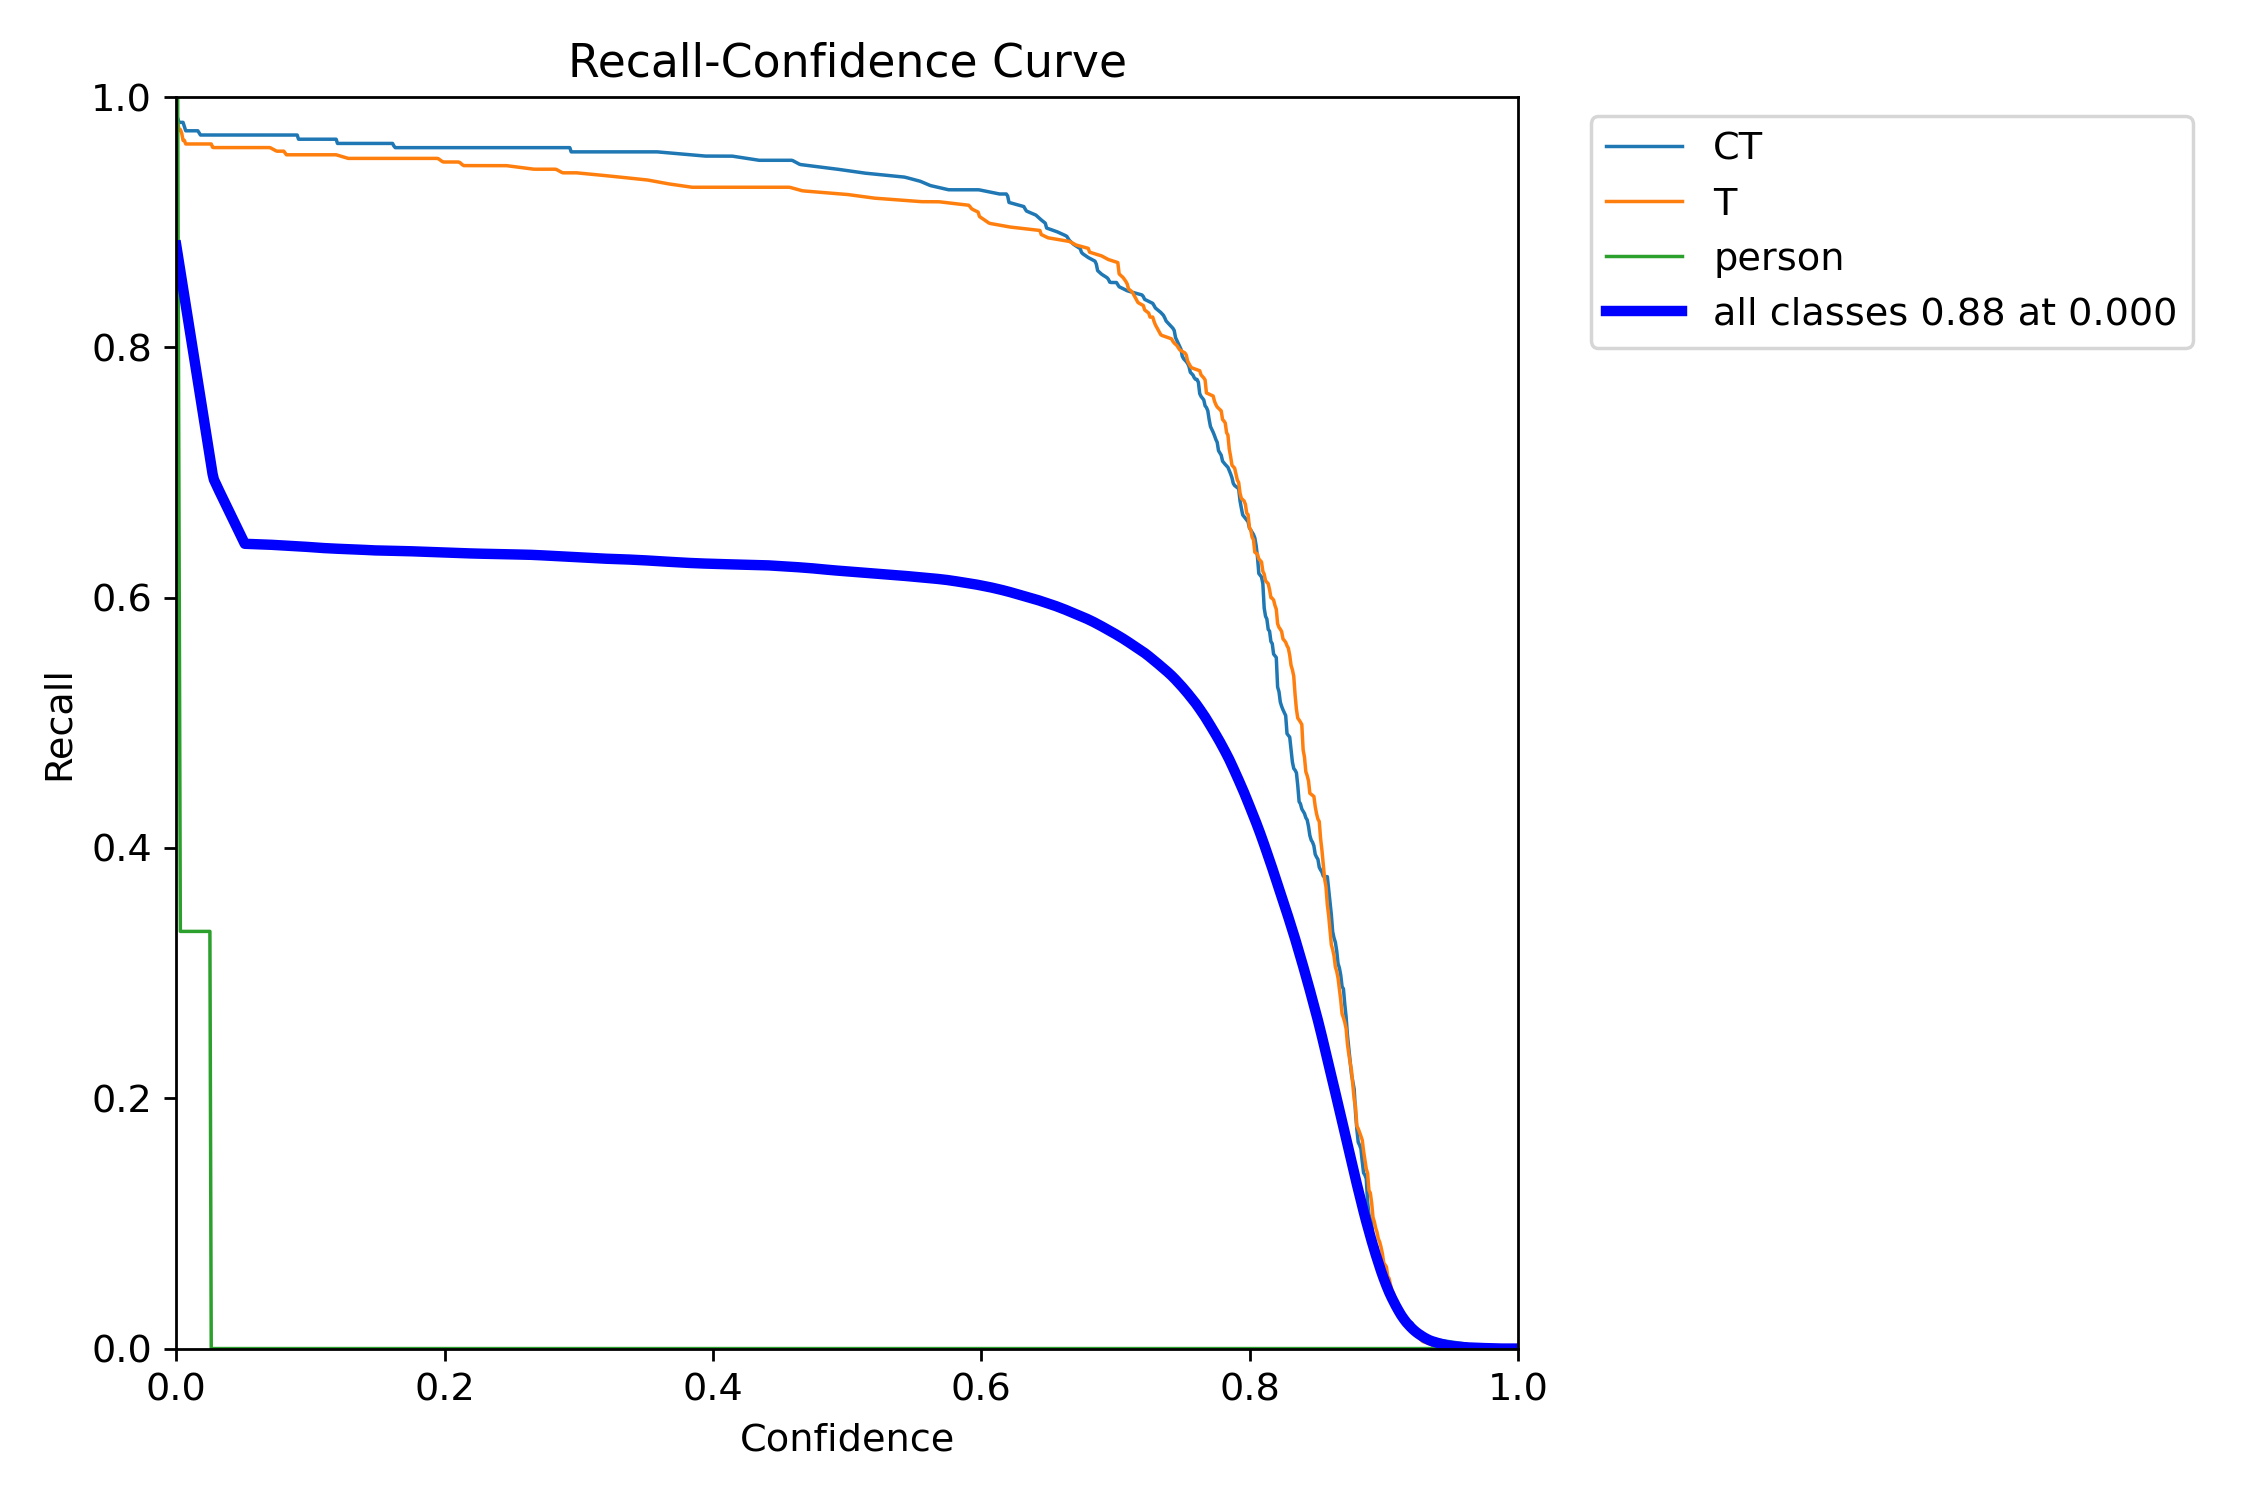 Recall-Confidence Curve
1.0
0.8
0.6
0.4
0.2
0.0
Recall
0.0 0.2 0.4 0.6 0.8 1.0
Confidence
CT
T
person
all classes 0.88 at 0.000